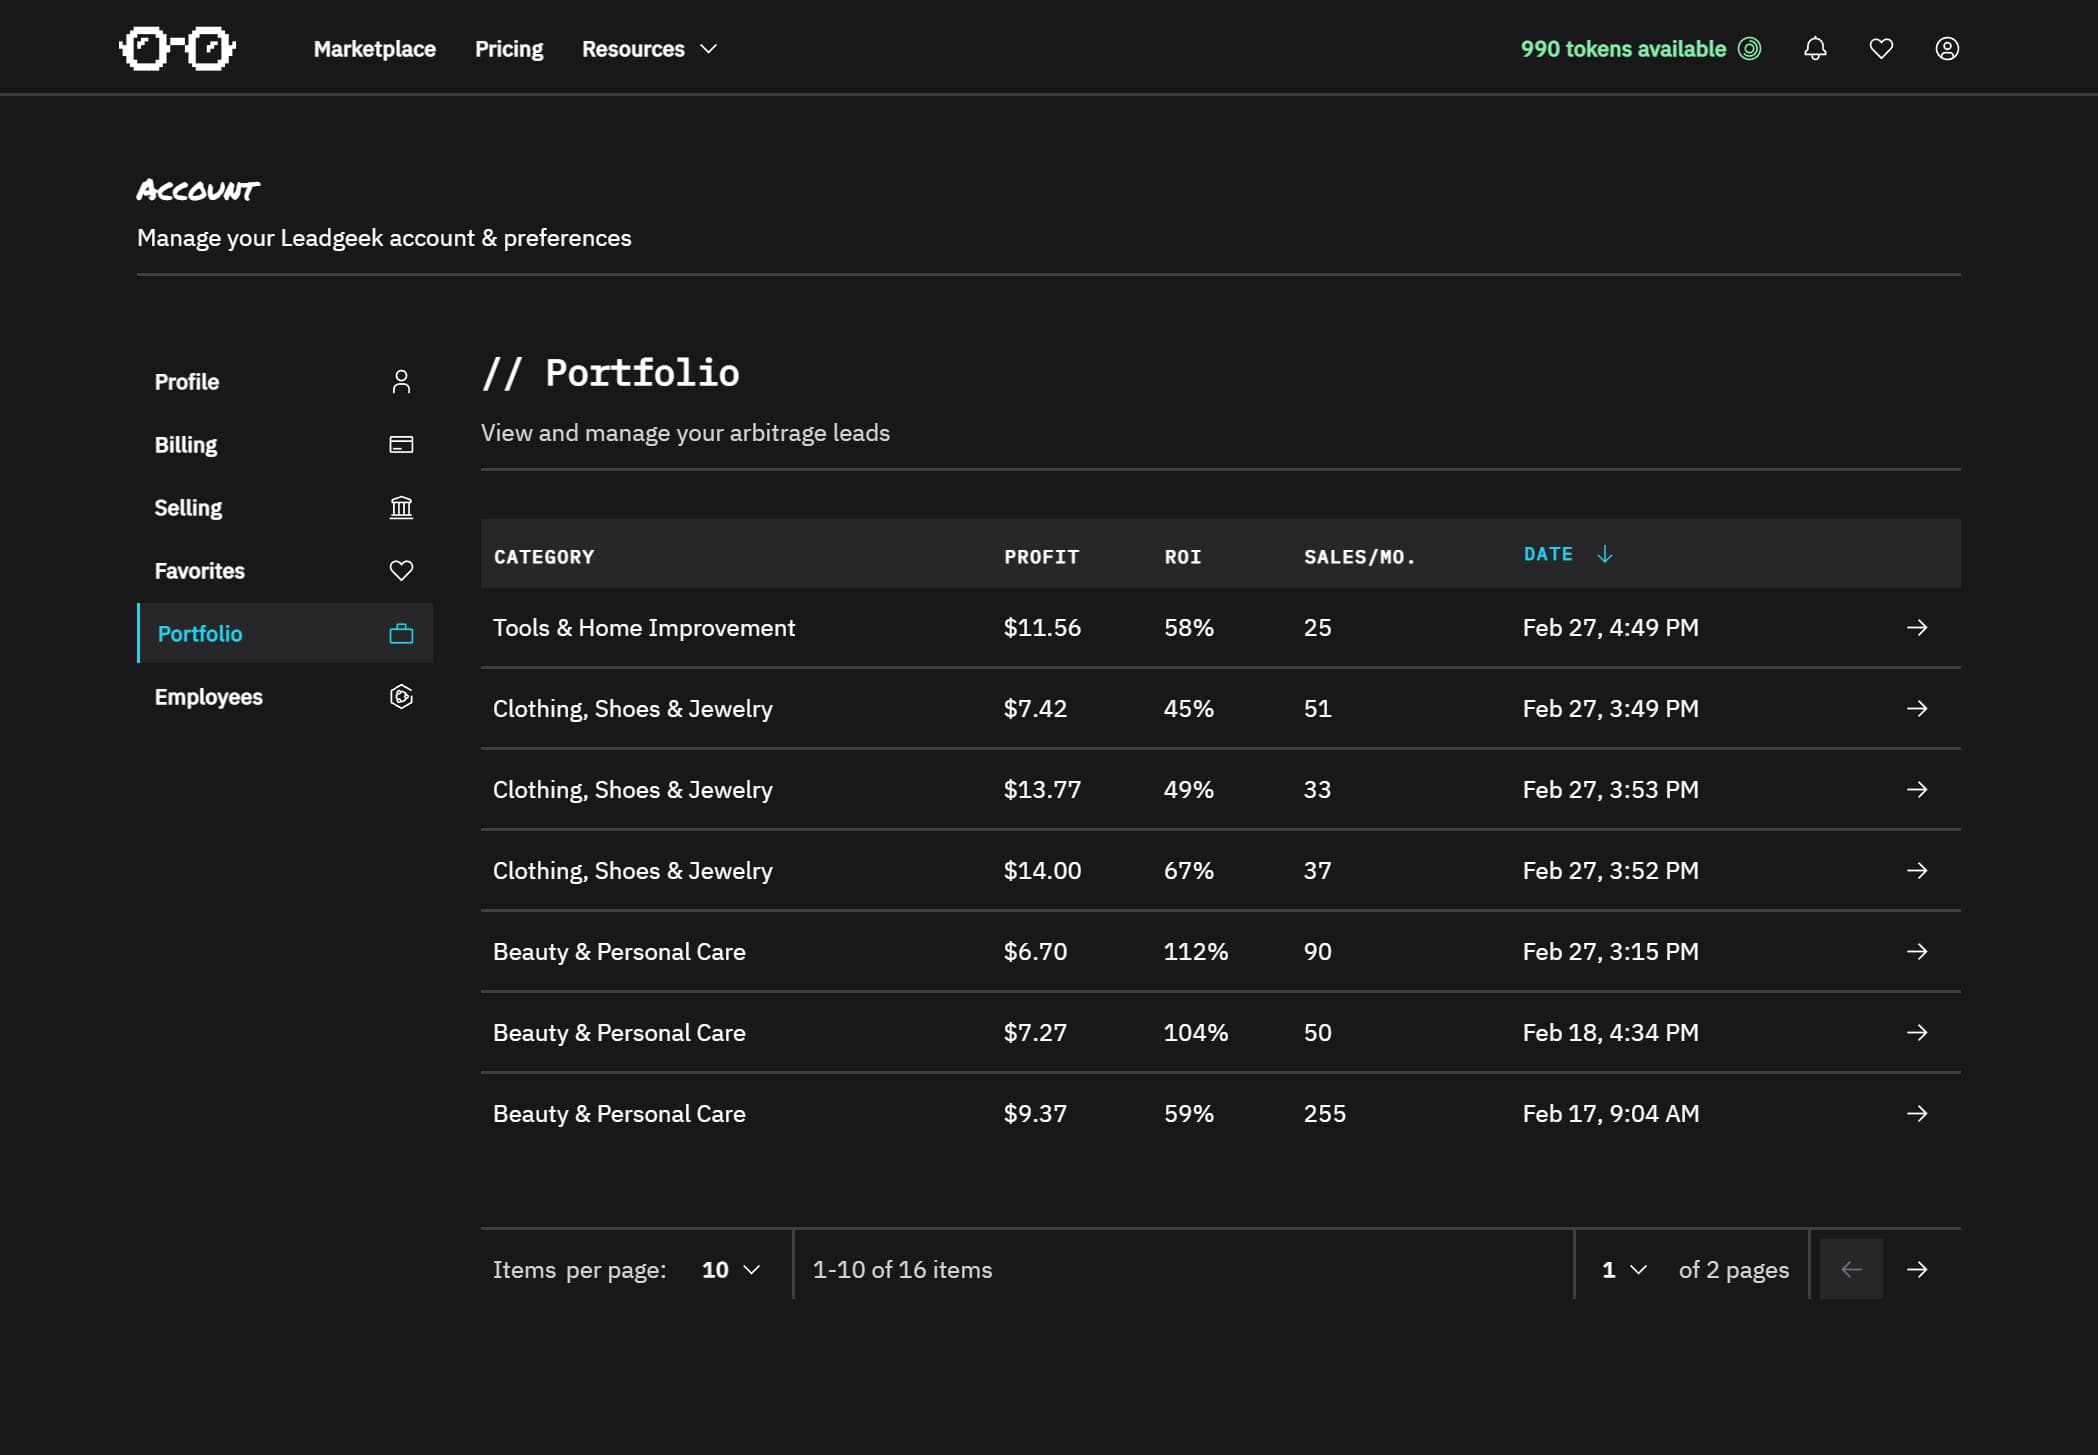 Marketplace Pricing Resources 990 tokens available
Account
Manage your Leadgeek account & preferences
Profile
Billing
Selling
Favorites
Portfolio
Employees
// Portfolio
View and manage your arbitrage leads
CATEGORY PROFIT ROI SALES/MO. DATE
Tools & Home Improvement $11.56 58% 25 Feb 27, 4:49 PM
Clothing, Shoes & Jewelry $7.42 45% 51 Feb 27, 3:49 PM
Clothing, Shoes & Jewelry $13.77 49% 33 Feb 27, 3:53 PM
Clothing, Shoes & Jewelry $14.00 67% 37 Feb 27, 3:52 PM
Beauty & Personal Care $6.70 112% 90 Feb 27, 3:15 PM
Beauty & Personal Care $7.27 104% 50 Feb 18, 4:34 PM
Beauty & Personal Care $9.37 59% 255 Feb 17, 9:04 AM
Items per page: 10 1-10 of 16 items 1 of 2 pages